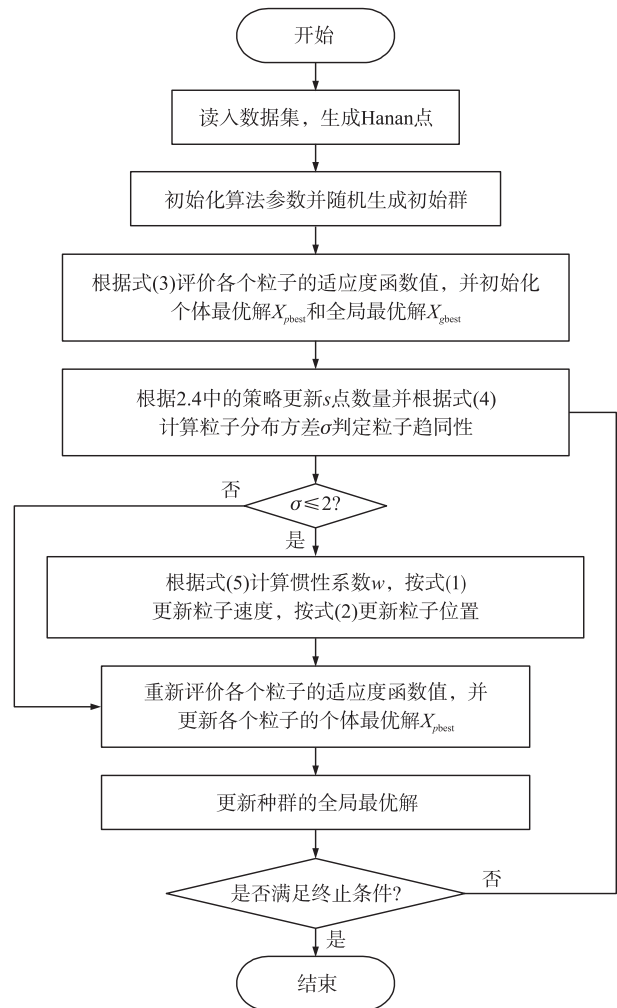 开始
读入数据集，生成Hanan点
初始化算法参数并随机生成初始群
根据式(3)评价各个粒子的适应度函数值，并初始化
个体最优解Xpbest和全局最优解Xgbest
根据2.4中的策略更新s点数量并根据式(4)
计算粒子分布方差σ判定粒子趋同性
否
σ≤2?
是
根据式(5)计算惯性系数w，按式(1)
更新粒子速度，按式(2)更新粒子位置
重新评价各个粒子的适应度函数值，并
更新各个粒子的个体最优解Xpbest
更新种群的全局最优解
是否满足终止条件?
否
是
结束